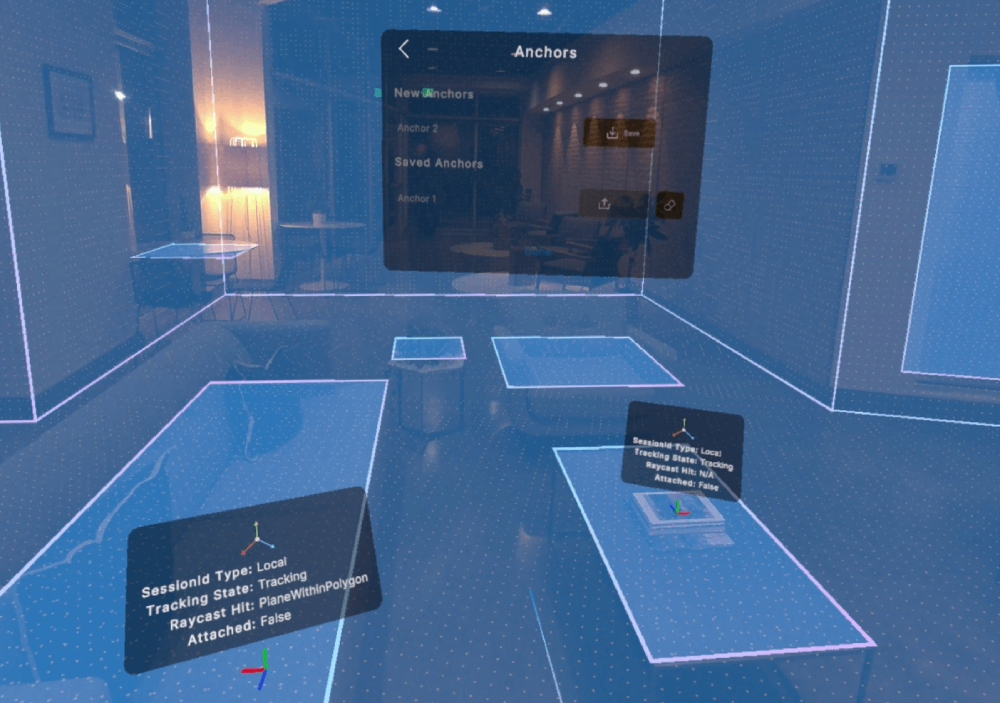 Anchors
New Anchors
Anchor 2
Save
Saved Anchors
Anchor 1
SessionId Type: Local
Tracking State: Tracking
Raycast Hit: N/A
Attached: False
SessionId Type: Local
Tracking State: Tracking
Raycast Hit: PlaneWithinPolygon
Attached: False